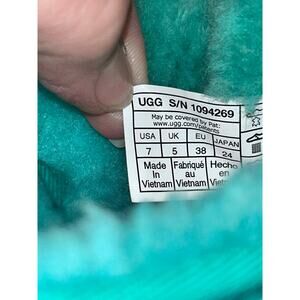 UGG S/N 1094269
May be covered by Pat:
www.ugg.com/patents
USA UK EU JAPAN
7 5 38 24
Made Fabriqué Hecho
In au en
Vietnam Vietnam Vietnam